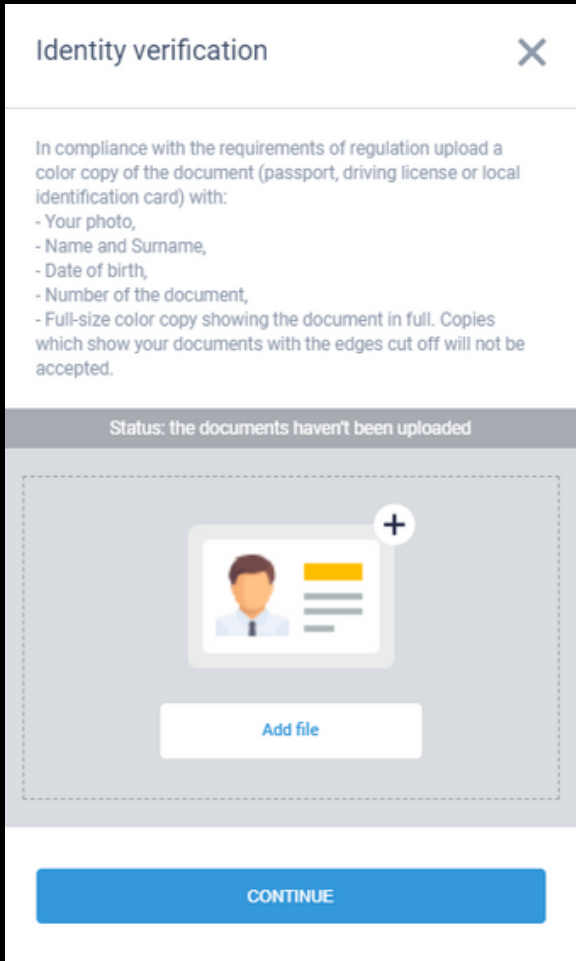 Identity verification
In compliance with the requirements of regulation upload a
color copy of the document (passport, driving license or local
identification card) with:
- Your photo,
- Name and Surname,
- Date of birth,
- Number of the document,
- Full-size color copy showing the document in full. Copies
which show your documents with the edges cut off will not be
accepted.
Status: the documents haven't been uploaded
Add file
CONTINUE